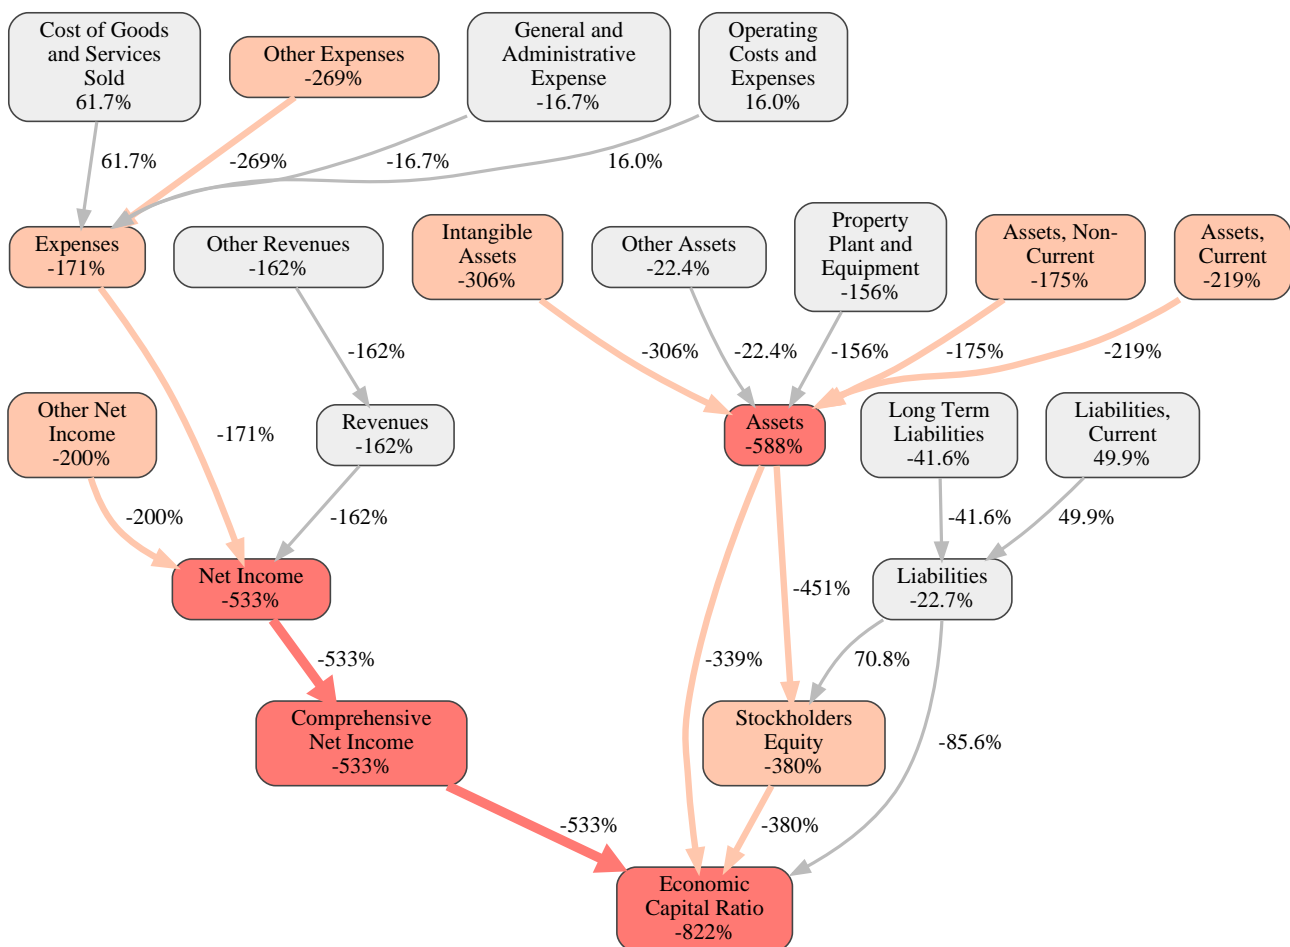 Cost of Goods
and Services
Sold
61.7%
Other Expenses
-269%
General and
Administrative
Expense
-16.7%
Operating
Costs and
Expenses
16.0%
61.7%
-269%
-16.7%
16.0%
Expenses
-171%
Other Revenues
-162%
Intangible
Assets
-306%
Other Assets
-22.4%
Property
Plant and
Equipment
-156%
Assets, Non-
Current
-175%
Assets,
Current
-219%
-162%
-306%
-22.4%
-156%
-175%
-219%
Other Net
Income
-200%
-171%
Revenues
-162%
Assets
-588%
Long Term
Liabilities
-41.6%
Liabilities,
Current
49.9%
-200%
-162%
-41.6%
49.9%
Net Income
-533%
-451%
Liabilities
-22.7%
-533%
-339%
70.8%
Comprehensive
Net Income
-533%
Stockholders
Equity
-380%
-85.6%
-533%
-380%
Economic
Capital Ratio
-822%